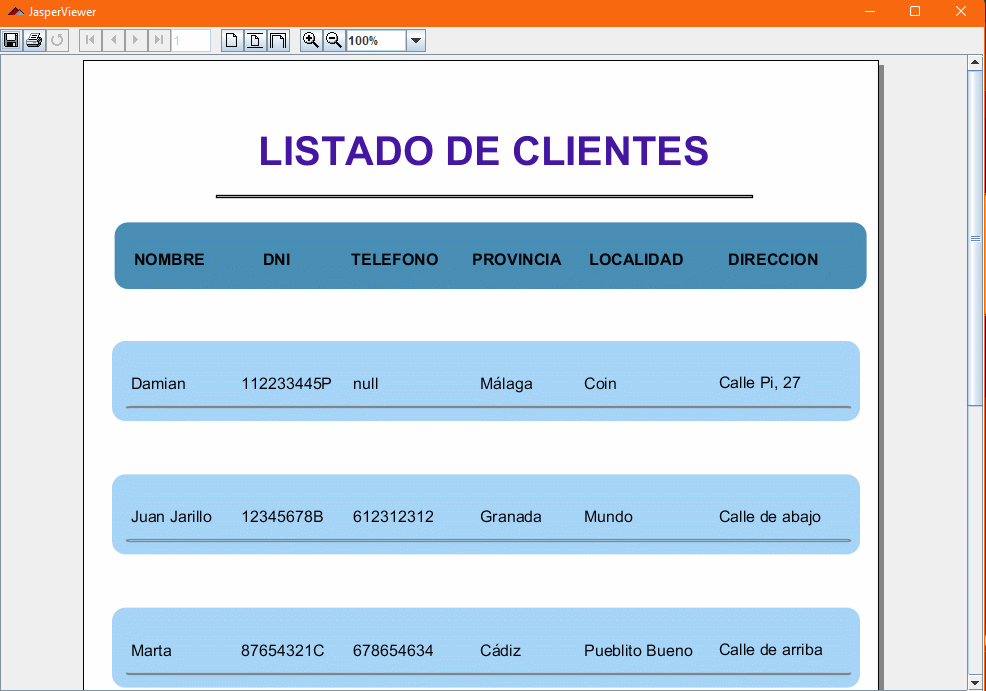 JasperViewer
1
100%
LISTADO DE CLIENTES
NOMBRE DNI TELEFONO PROVINCIA LOCALIDAD DIRECCION
Damian 112233445P null Málaga Coin Calle Pi, 27
Juan Jarillo 12345678B 612312312 Granada Mundo Calle de abajo
Marta 87654321C 678654634 Cádiz Pueblito Bueno Calle de arriba